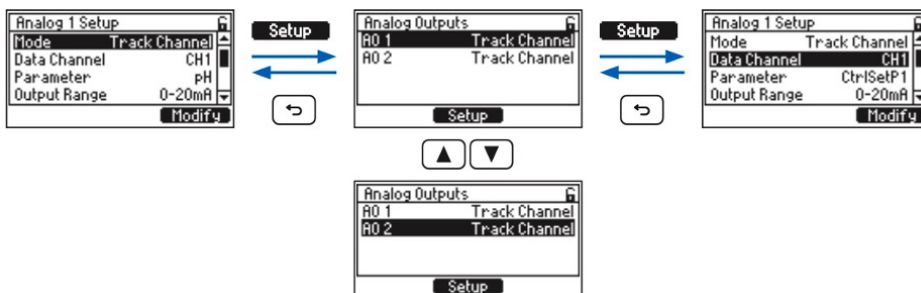 Analog 1 Setup
Mode Track Channel
Data Channel CH1
Parameter pH
Output Range 0-20mA
Modify
Setup
Analog Outputs
AO 1 Track Channel
AO 2 Track Channel
Setup
Setup
Analog 1 Setup
Mode Track Channel
Data Channel CH1
Parameter CtrlSetP1
Output Range 0-20mA
Modify
Analog Outputs
AO 1 Track Channel
AO 2 Track Channel
Setup